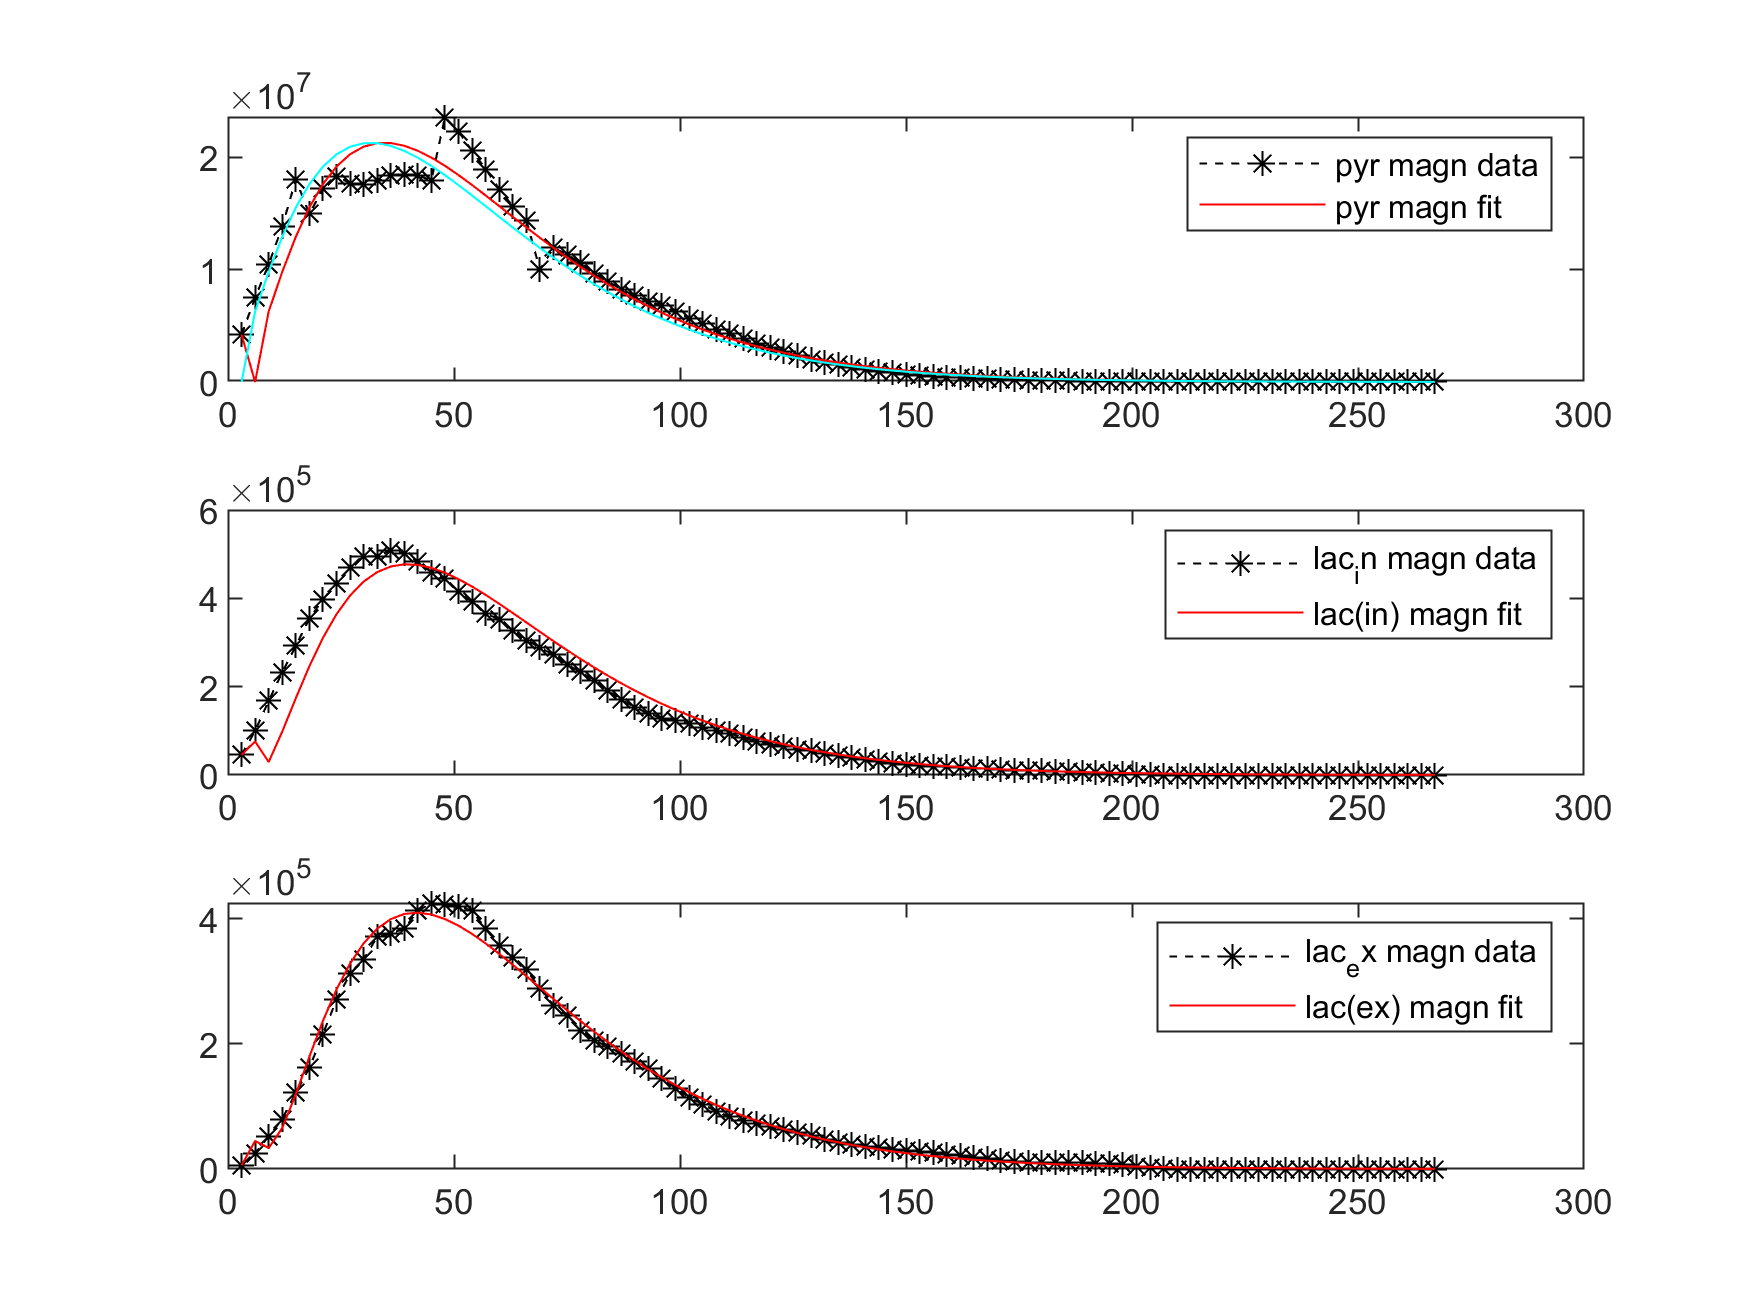 ×10^7
2
1
0
0 50 100 150 200 250 300
pyr magn data
pyr magn fit
×10^5
6
4
2
0
0 50 100 150 200 250 300
lac_in magn data
lac(in) magn fit
×10^5
4
2
0
0 50 100 150 200 250 300
lac_ex magn data
lac(ex) magn fit